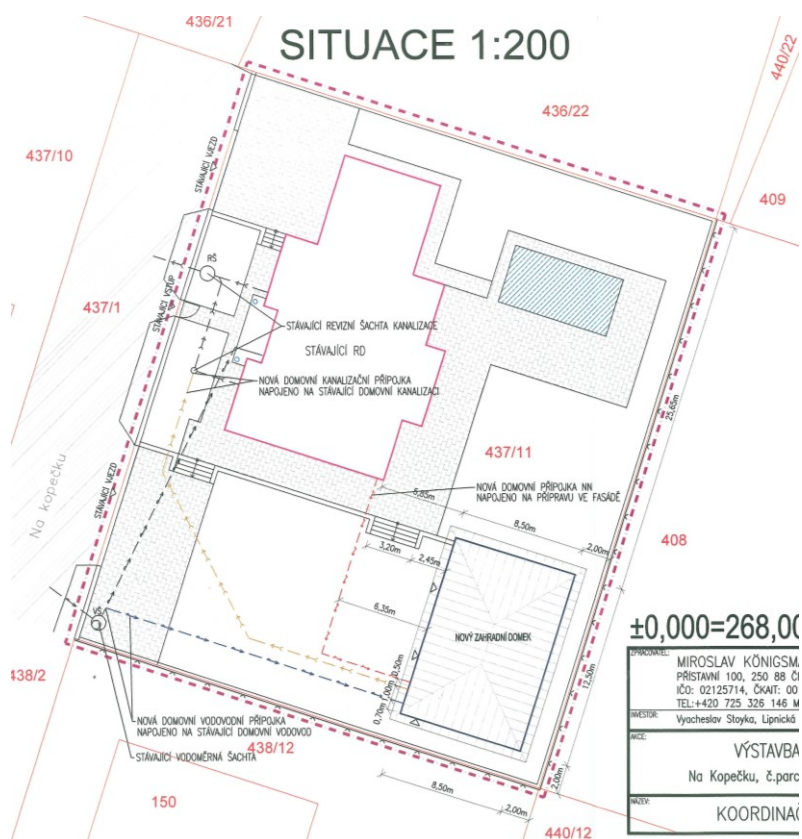 436/21
SITUACE 1:200
440/22
436/22
437/10
STÁVAJÍCÍ VJEZD
409
RŠ
437/1
STÁVAJÍCÍ VSTUP
STÁVAJÍCÍ REVIZNÍ ŠACHTA KANALIZACE
STÁVAJÍCÍ RD
NOVÁ DOMOVNÍ KANALIZAČNÍ PŘÍPOJKA
NAPOJENO NA STÁVAJÍCÍ DOMOVNÍ KANALIZACI
25,65m
437/11
Na kopečku
STÁVAJÍCÍ VJEZD
NOVÁ DOMOVNÍ PŘÍPOJKA NN
NAPOJENO NA PŘÍPRAVU VE FASÁDĚ
5,85m
8,50m
2,00m
408
3,20m
2,45m
6,35m
VŠ
NOVÝ ZAHRADNÍ DOMEK
±0,000=268,00
ZPRACOVATEL:
MIROSLAV KÖNIGSMA
PŘÍSTAVNÍ 100, 250 88 Č
IČO: 02125714, ČKAIT: 00
TEL:+420 725 326 146 M
INVESTOR:
Vyacheslav Stoyka, Lipnická
AKCE:
VÝSTAVBA
Na Kopečku, č.parc
NÁZEV:
KOORDINAČ
438/2
0,50m
1,00m
0,70m
12,50m
NOVÁ DOMOVNÍ VODOVODNÍ PŘÍPOJKA
NAPOJENO NA STÁVAJÍCÍ DOMOVNÍ VODOVOD
438/12
STÁVAJÍCÍ VODOMĚRNÁ ŠACHTA
2,00m
8,50m
2,00m
150
440/12